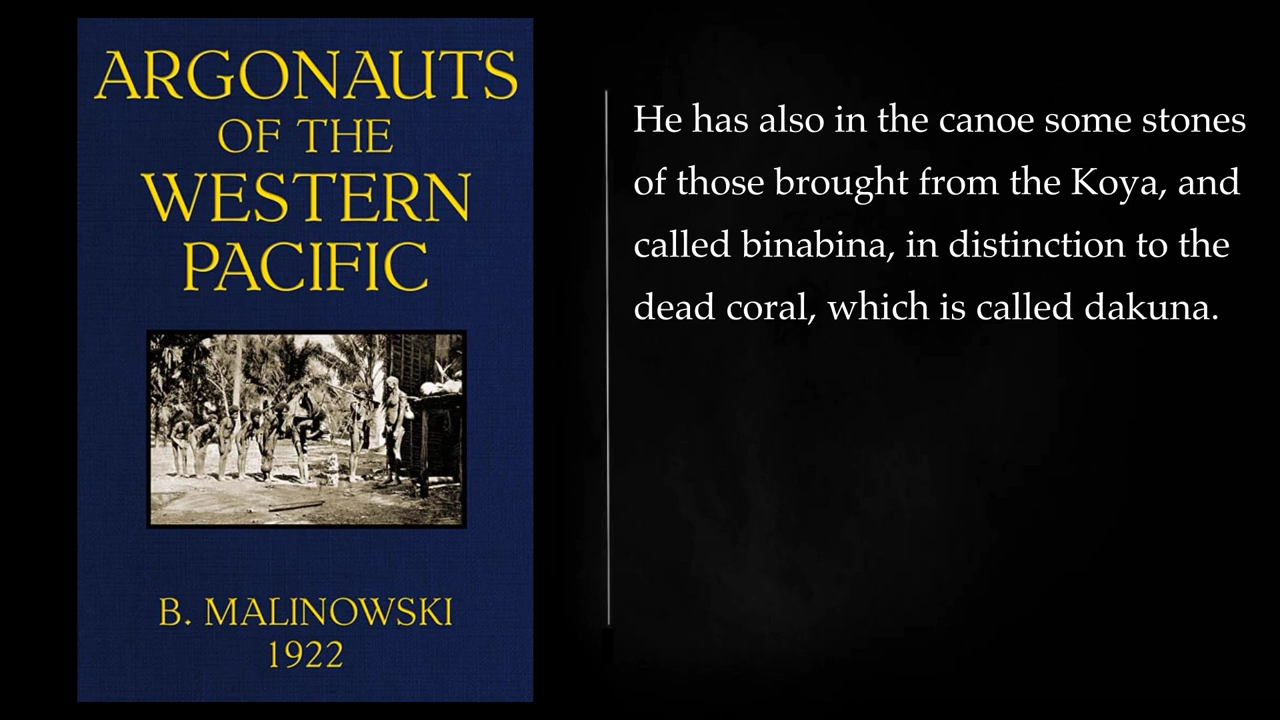 ARGONAUTS
OF THE
WESTERN
PACIFIC
B. MALINOWSKI
1922
He has also in the canoe some stones
of those brought from the Koya, and
called binabina, in distinction to the
dead coral, which is called dakuna.